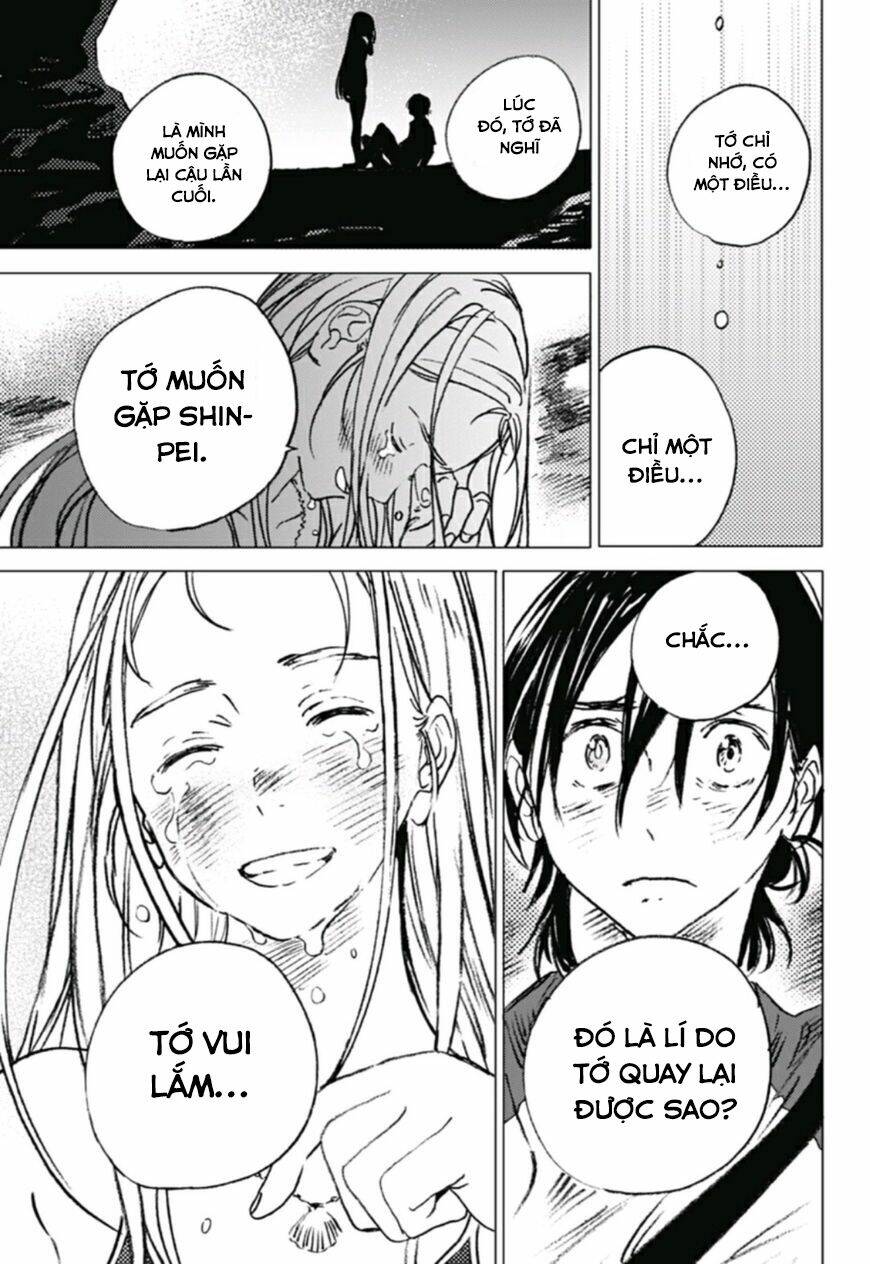 TỚ CHỈ
NHỚ, CÓ
MỘT ĐIỀU...
CHỈ MỘT
ĐIỀU...
LÚC
ĐÓ, TỚ ĐÃ
NGHĨ
LÀ MÌNH
MUỐN GẶP
LẠI CẬU LẦN
CUỐI.
TỚ MUỐN
GẶP SHIN-
PEI.
CHẮC...
ĐÓ LÀ LÍ DO
TỚ QUAY LẠI
ĐƯỢC SAO?
TỚ VUI
LẮM...